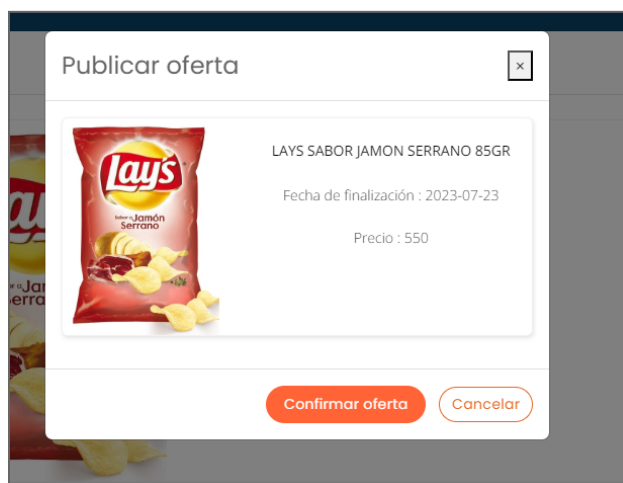 Publicar oferta
×
Lay's
Sabor a Jamón
Serrano
LAYS SABOR JAMON SERRANO 85GR
Fecha de finalización : 2023-07-23
Precio : 550
Confirmar oferta
Cancelar